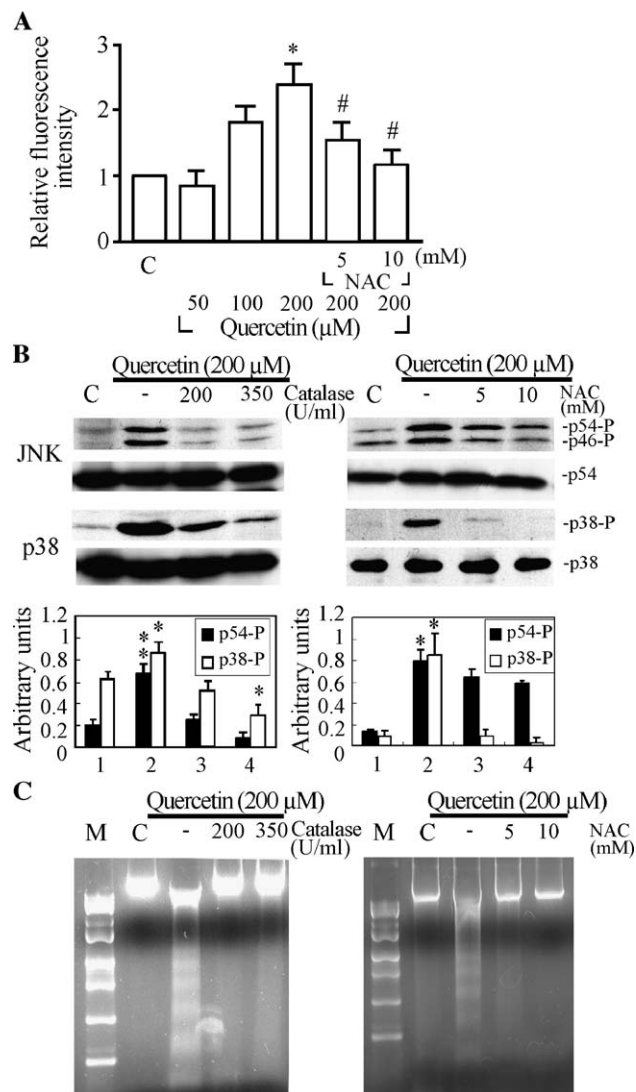 A
Relative fluorescence
intensity
3
2
1
0
* # #
C 5 10 (mM)
NAC
50 100 200 200 200
Quercetin (µM)
B
Quercetin (200 µM)
C - 200 350 Catalase
(U/ml)
Quercetin (200 µM)
C - 5 10 NAC
(mM)
JNK
-p54-P
-p46-P
-p54
p38
-p38-P
-p38
Arbitrary units
1.2
1
0.8
0.6
0.4
0.2
0
* * * *
p54-P
p38-P
1 2 3 4
Arbitrary units
1.2
1
0.8
0.6
0.4
0.2
0
* *
p54-P
p38-P
1 2 3 4
C
Quercetin (200 µM)
M C - 200 350 Catalase
(U/ml)
Quercetin (200 µM)
M C - 5 10 NAC
(mM)